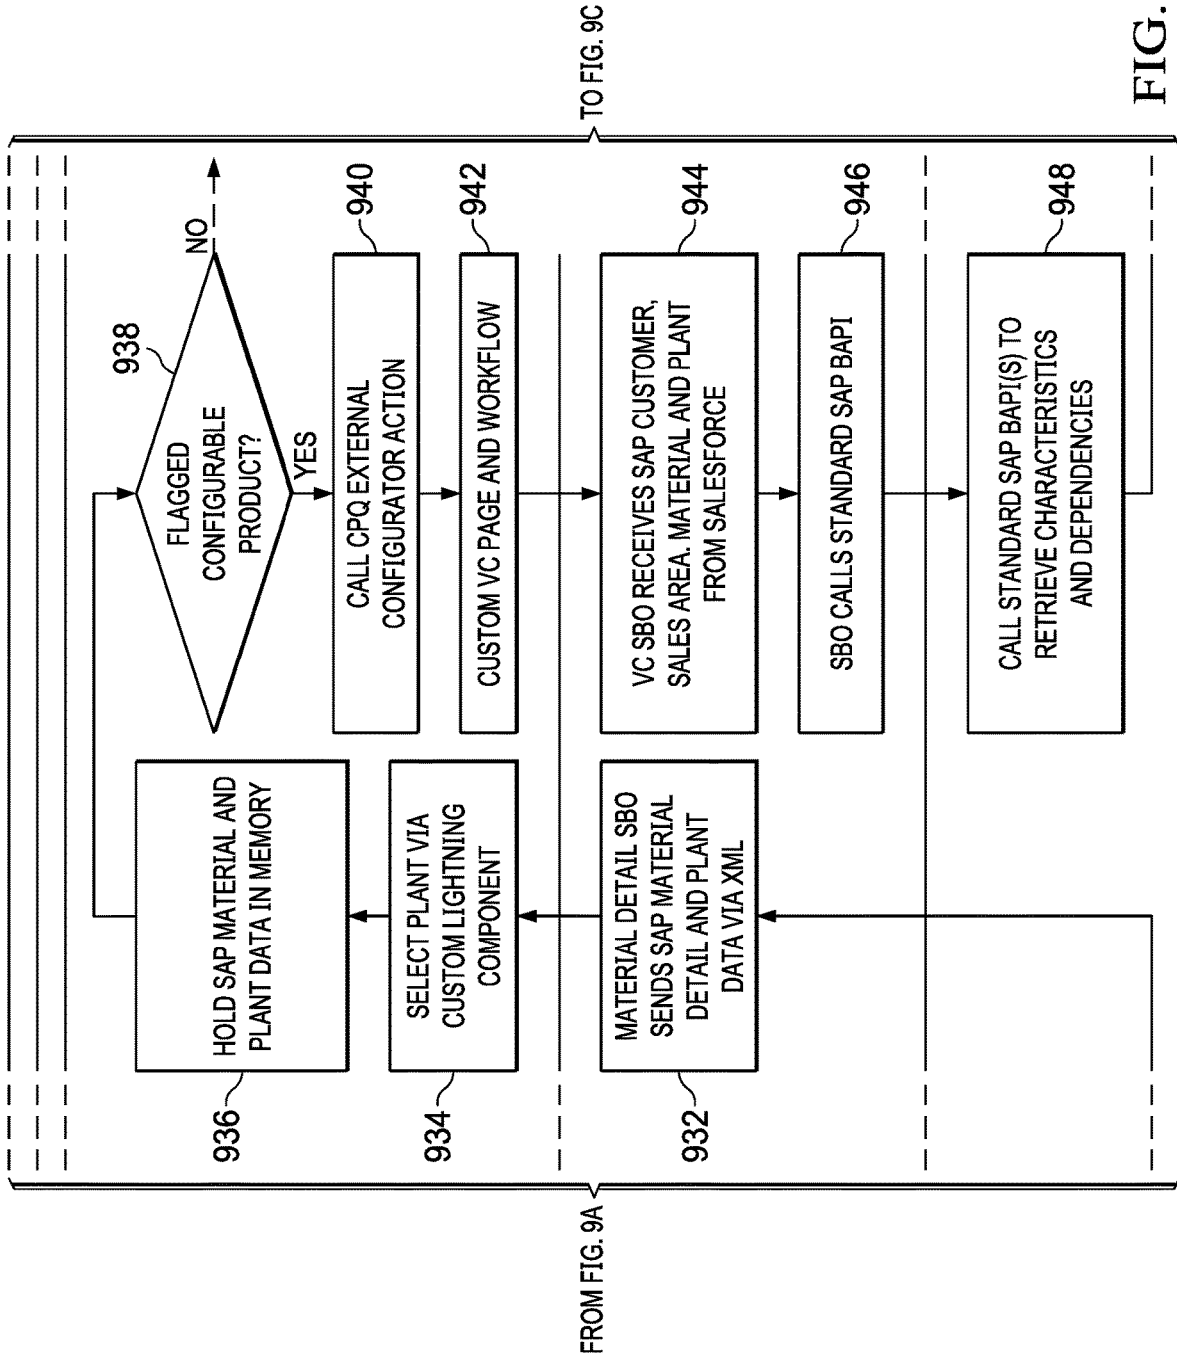 FROM FIG. 9A
936
HOLD SAP MATERIAL AND
PLANT DATA IN MEMORY
934
SELECT PLANT VIA
CUSTOM LIGHTNING
COMPONENT
932
MATERIAL DETAIL SBO
SENDS SAP MATERIAL
DETAIL AND PLANT
DATA VIA XML
938
FLAGGED
CONFIGURABLE
PRODUCT?
NO
YES
940
CALL CPQ EXTERNAL
CONFIGURATOR ACTION
942
CUSTOM VC PAGE AND WORKFLOW
944
VC SBO RECEIVES SAP CUSTOMER,
SALES AREA. MATERIAL AND PLANT
FROM SALESFORCE
946
SBO CALLS STANDARD SAP BAPI
948
CALL STANDARD SAP BAPI(S) TO
RETRIEVE CHARACTERISTICS
AND DEPENDENCIES
TO FIG. 9C
FIG.